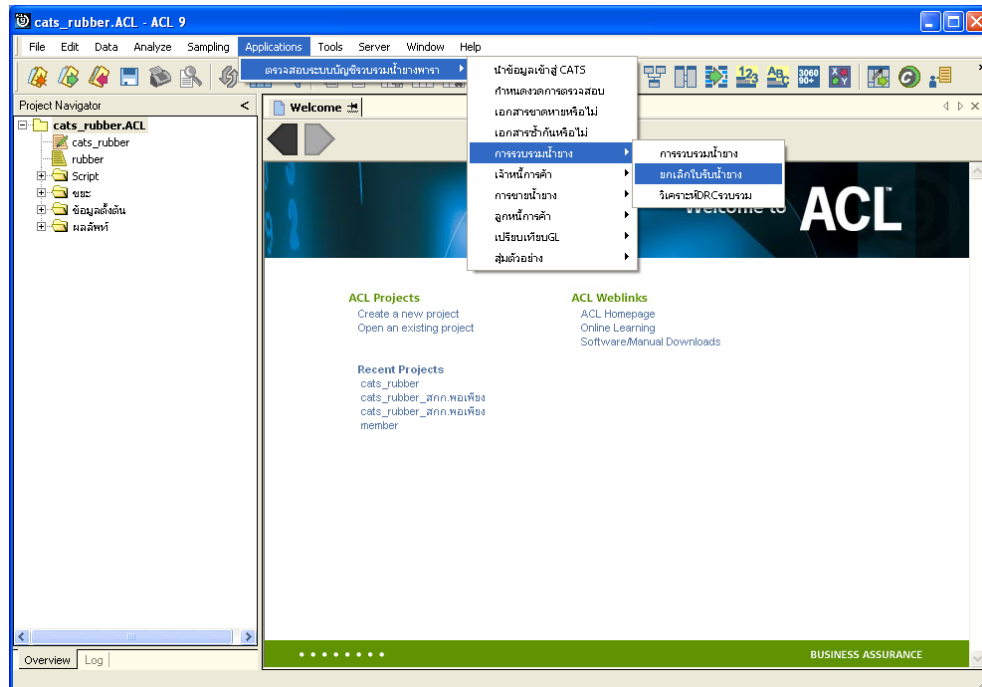 cats_rubber.ACL - ACL 9
File Edit Data Analyze Sampling Applications Tools Server Window Help
ตรวจสอบระบบบัญชีรวบรวมน้ำยางพารา
นำข้อมูลเข้าสู่ CATS
กำหนดงวดการตรวจสอบ
เอกสารขาดหายหรือไม่
เอกสารซ้ำกันหรือไม่
การรวบรวมน้ำยาง
เจ้าหนี้การค้า
การขายน้ำยาง
ลูกหนี้การค้า
เปรียบเทียบGL
สุ่มตัวอย่าง
การรวบรวมน้ำยาง
ยกเลิกใบรับน้ำยาง
วิเคราะห์DRCรวบรวม
Project Navigator <
cats_rubber.ACL
cats_rubber
rubber
Script
ขยะ
ข้อมูลตั้งต้น
ผลลัพท์
Welcome
Welcome to ACL
ACL Projects
Create a new project
Open an existing project
Recent Projects
cats_rubber
cats_rubber_สกก.พอเพียง
cats_rubber_สกก.พอเพียง
member
ACL Weblinks
ACL Homepage
Online Learning
Software/Manual Downloads
BUSINESS ASSURANCE
Overview Log